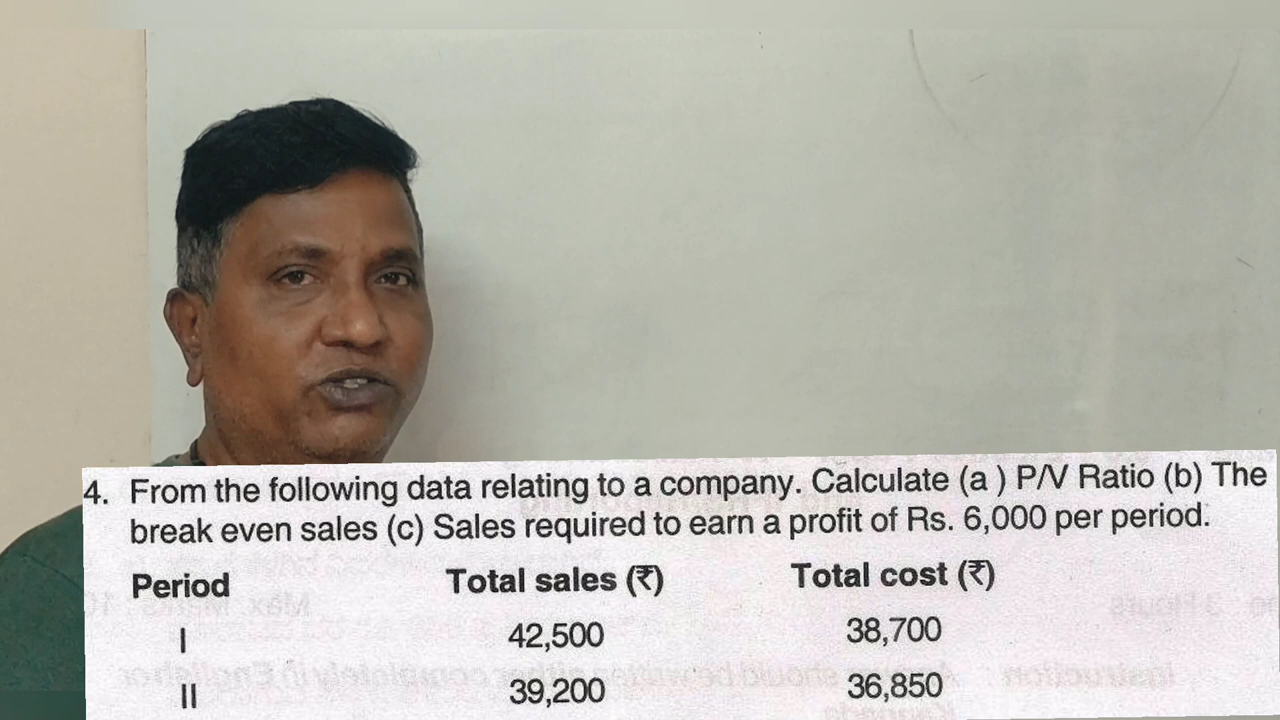 4. From the following data relating to a company. Calculate (a ) P/V Ratio (b) The
break even sales (c) Sales required to earn a profit of Rs. 6,000 per period.
Period Total sales (₹) Total cost (₹)
I 42,500 38,700
II 39,200 36,850